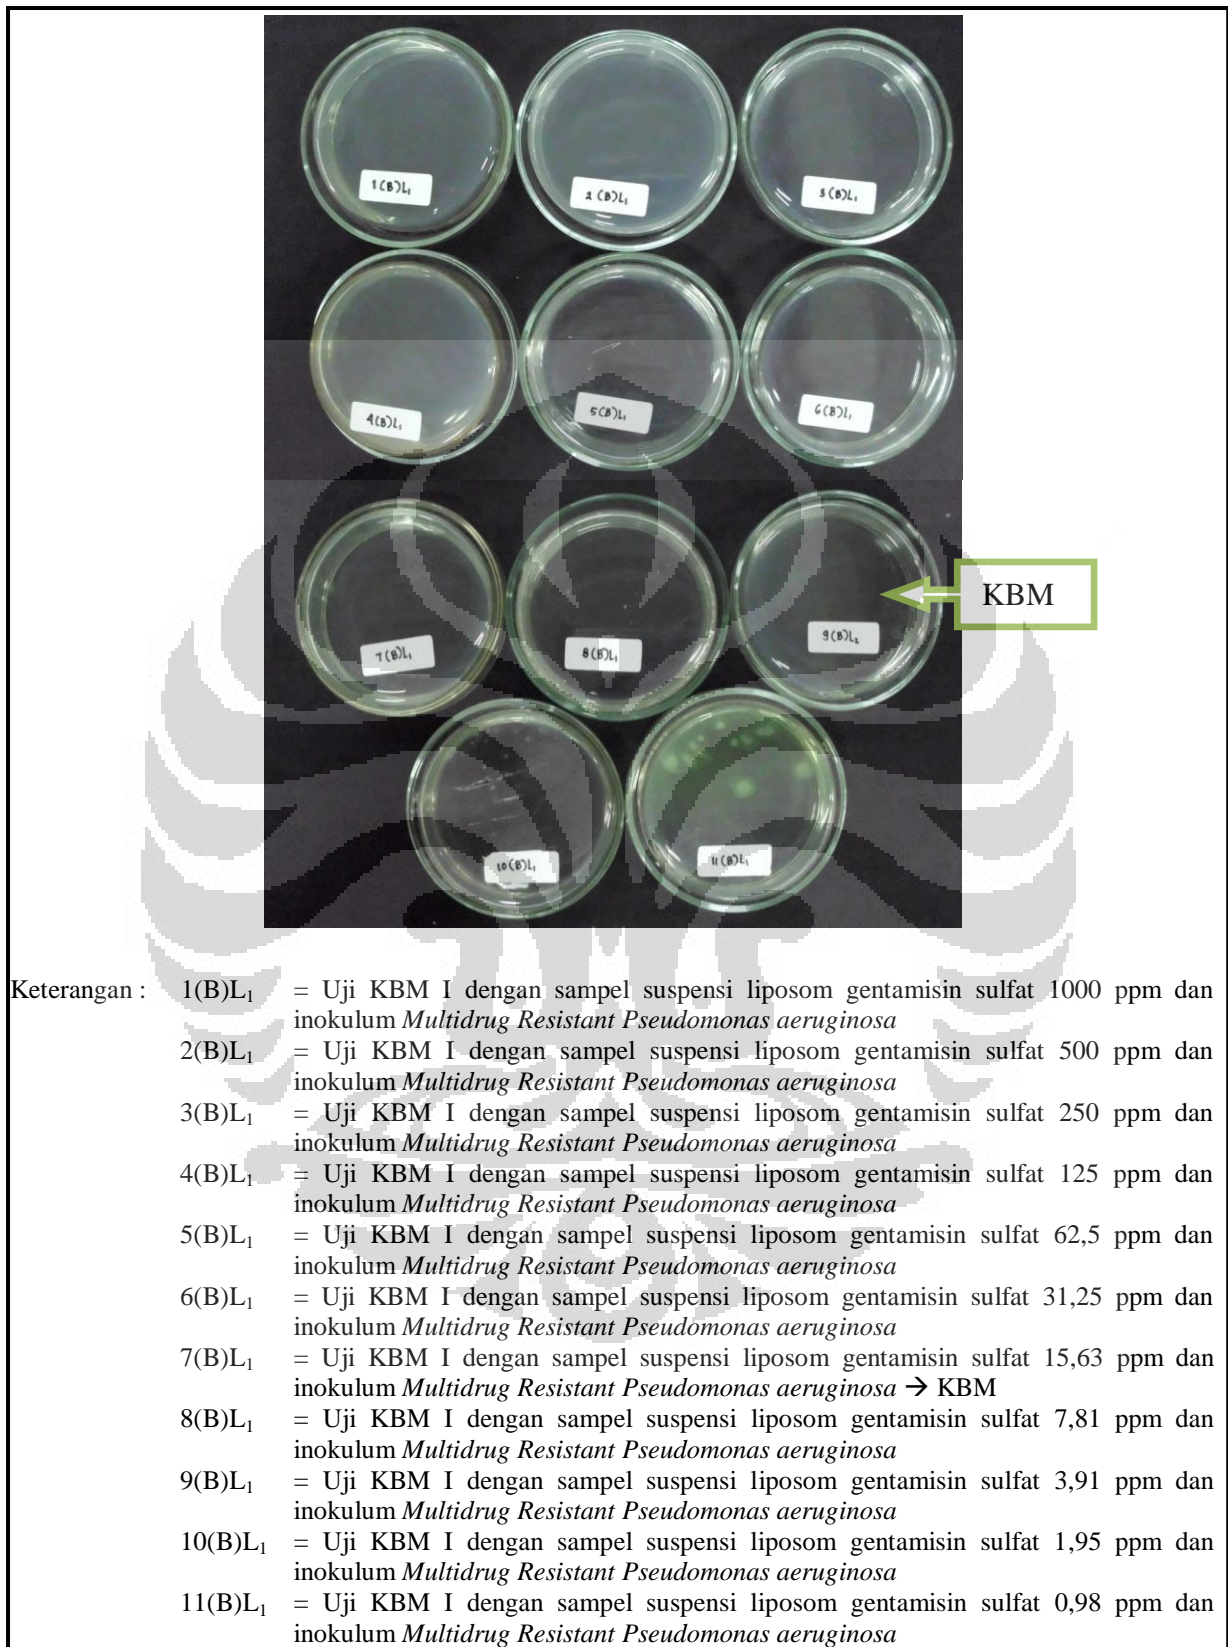 1(B)L₁
2(B)L₁
3(B)L₁
4(B)L₁
5(B)L₁
6(B)L₁
7(B)L₁
8(B)L₁
9(B)L₂
KBM
10(B)L₁
11(B)L₁
Keterangan : 1(B)L₁ = Uji KBM I dengan sampel suspensi liposom gentamisin sulfat 1000 ppm dan
inokulum Multidrug Resistant Pseudomonas aeruginosa
2(B)L₁ = Uji KBM I dengan sampel suspensi liposom gentamisin sulfat 500 ppm dan
inokulum Multidrug Resistant Pseudomonas aeruginosa
3(B)L₁ = Uji KBM I dengan sampel suspensi liposom gentamisin sulfat 250 ppm dan
inokulum Multidrug Resistant Pseudomonas aeruginosa
4(B)L₁ = Uji KBM I dengan sampel suspensi liposom gentamisin sulfat 125 ppm dan
inokulum Multidrug Resistant Pseudomonas aeruginosa
5(B)L₁ = Uji KBM I dengan sampel suspensi liposom gentamisin sulfat 62,5 ppm dan
inokulum Multidrug Resistant Pseudomonas aeruginosa
6(B)L₁ = Uji KBM I dengan sampel suspensi liposom gentamisin sulfat 31,25 ppm dan
inokulum Multidrug Resistant Pseudomonas aeruginosa
7(B)L₁ = Uji KBM I dengan sampel suspensi liposom gentamisin sulfat 15,63 ppm dan
inokulum Multidrug Resistant Pseudomonas aeruginosa → KBM
8(B)L₁ = Uji KBM I dengan sampel suspensi liposom gentamisin sulfat 7,81 ppm dan
inokulum Multidrug Resistant Pseudomonas aeruginosa
9(B)L₁ = Uji KBM I dengan sampel suspensi liposom gentamisin sulfat 3,91 ppm dan
inokulum Multidrug Resistant Pseudomonas aeruginosa
10(B)L₁ = Uji KBM I dengan sampel suspensi liposom gentamisin sulfat 1,95 ppm dan
inokulum Multidrug Resistant Pseudomonas aeruginosa
11(B)L₁ = Uji KBM I dengan sampel suspensi liposom gentamisin sulfat 0,98 ppm dan
inokulum Multidrug Resistant Pseudomonas aeruginosa